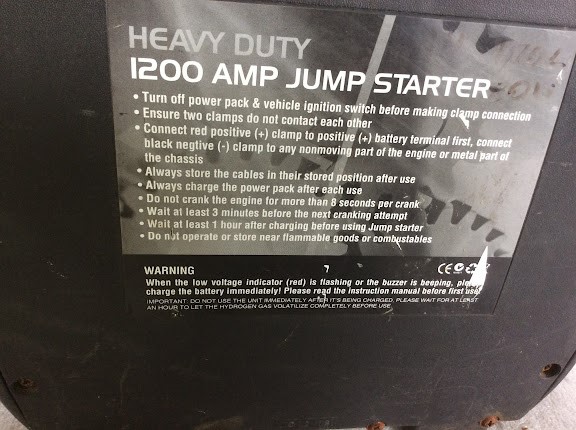 HEAVY DUTY
1200 AMP JUMP STARTER
• Turn off power pack & vehicle ignition switch before making clamp connection
• Ensure two clamps do not contact each other
• Connect red positive (+) clamp to positive (+) battery terminal first, connect
black negtive (-) clamp to any nonmoving part of the engine or metal part of
the chassis
• Always store the cables in their stored position after use
• Always charge the power pack after each use
• Do not crank the engine for more than 8 seconds per crank
• Wait at least 3 minutes before the next cranking attempt
• Wait at least 1 hour after charging before using Jump starter
• Do not operate or store near flammable goods or combustables
WARNING
CE
When the low voltage indicator (red) is flashing or the buzzer is beeping,
charge the battery immediately! Please read the instruction manual before first use!
IMPORTANT: DO NOT USE THE UNIT IMMEDIATELY AFTER IT'S BEING CHARGED, PLEASE WAIT FOR AT LEAST
AN HOUR TO LET THE HYDROGEN GAS VOLATILIZE COMPLETELY BEFORE USE.